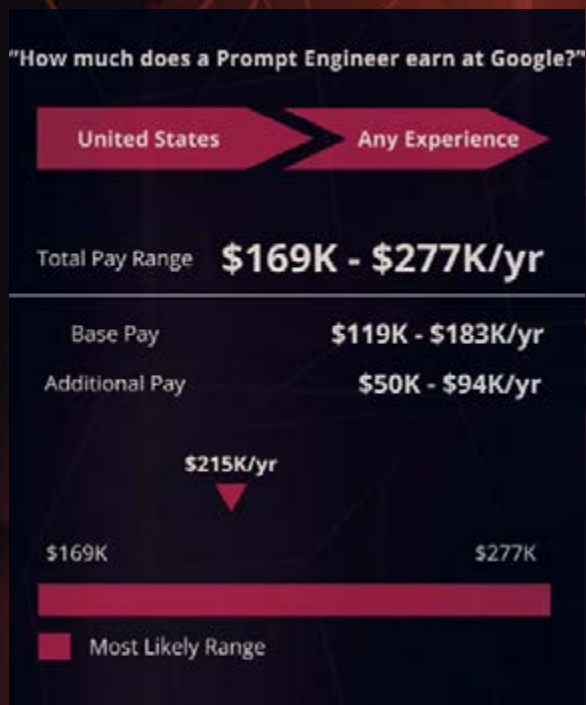 "How much does a Prompt Engineer earn at Google?"
United States
Any Experience
Total Pay Range $169K - $277K/yr
Base Pay $119K - $183K/yr
Additional Pay $50K - $94K/yr
$215K/yr
$169K $277K
Most Likely Range